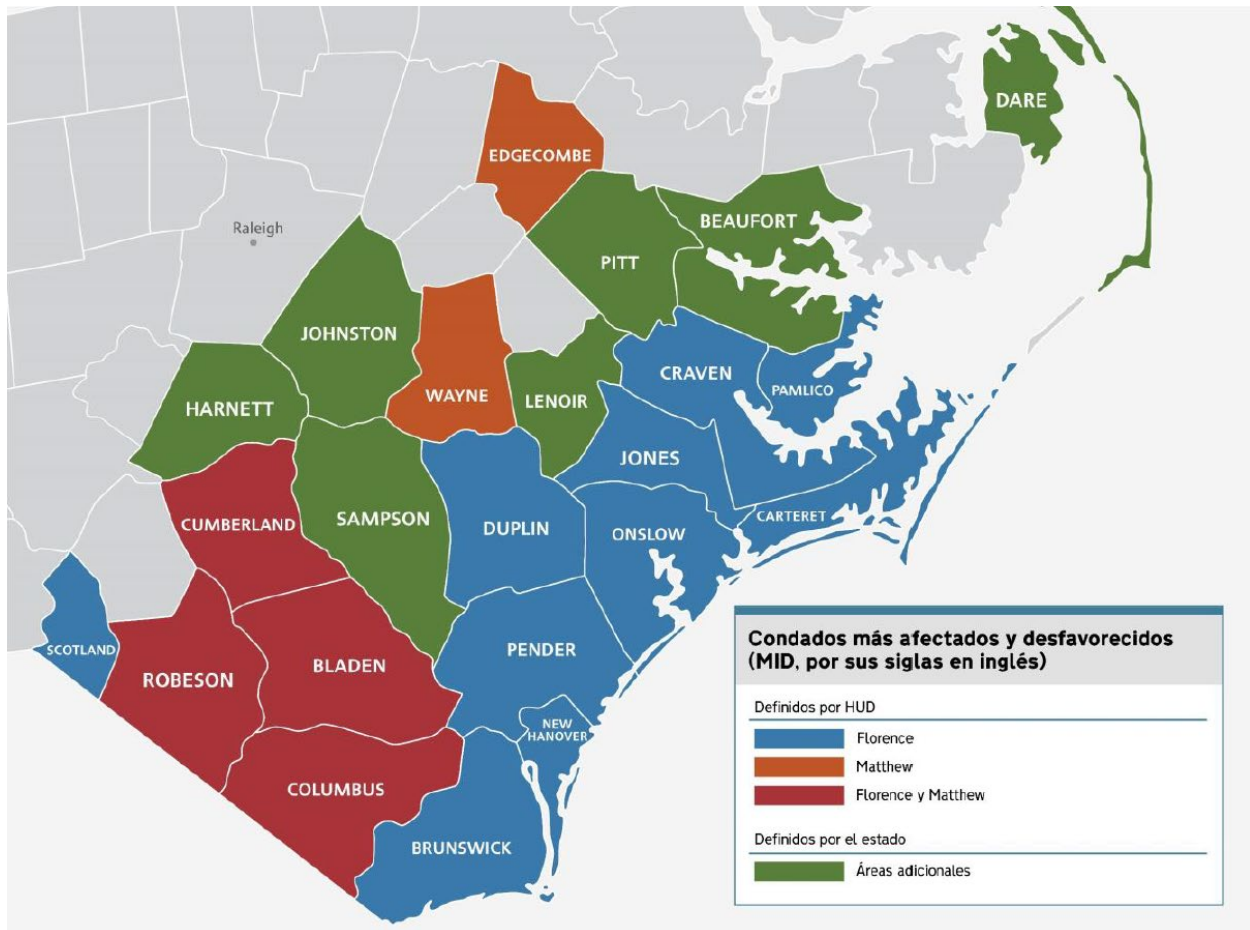 DARE
EDGECOMBE
BEAUFORT
Raleigh
PITT
JOHNSTON
CRAVEN
PAMLICO
WAYNE
LENOIR
HARNETT
JONES
CUMBERLAND
SAMPSON
DUPLIN
ONSLOW
CARTERET
SCOTLAND
ROBESON
BLADEN
PENDER
NEW
HANOVER
COLUMBUS
BRUNSWICK
Condados más afectados y desfavorecidos
(MID, por sus siglas en inglés)
Definidos por HUD
Florence
Matthew
Florence y Matthew
Definidos por el estado
Áreas adicionales